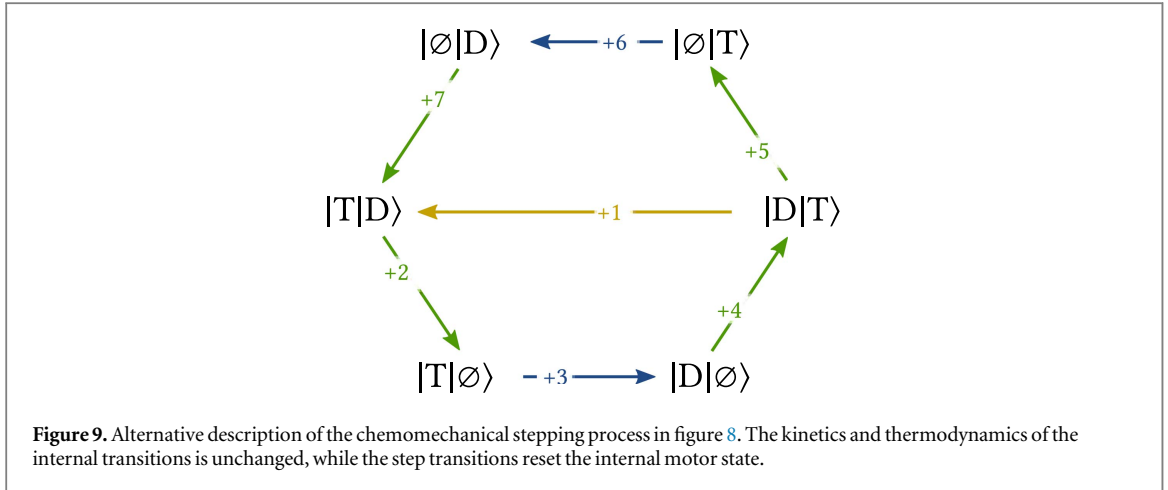 |∅|D⟩ +6 |∅|T⟩
+7
+5
|T|D⟩ +1 |D|T⟩
+2
+4
|T|∅⟩ +3 |D|∅⟩
Figure 9. Alternative description of the chemomechanical stepping process in figure 8. The kinetics and thermodynamics of the
internal transitions is unchanged, while the step transitions reset the internal motor state.